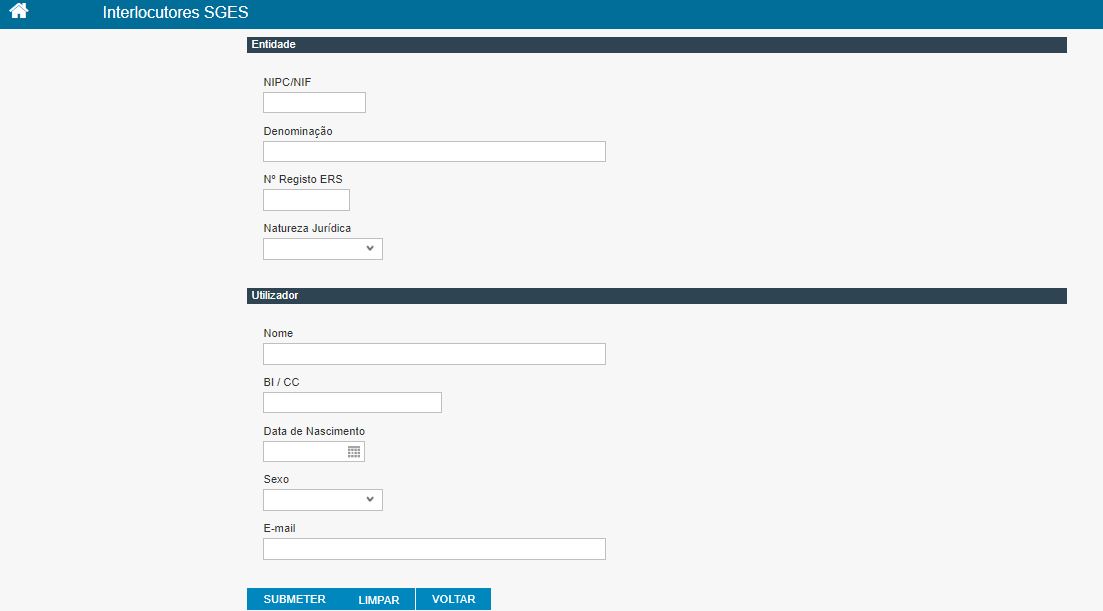 Interlocutores SGES
Entidade
NIPC/NIF
Denominação
Nº Registo ERS
Natureza Jurídica
Utilizador
Nome
BI / CC
Data de Nascimento
Sexo
E-mail
SUBMETER LIMPAR VOLTAR